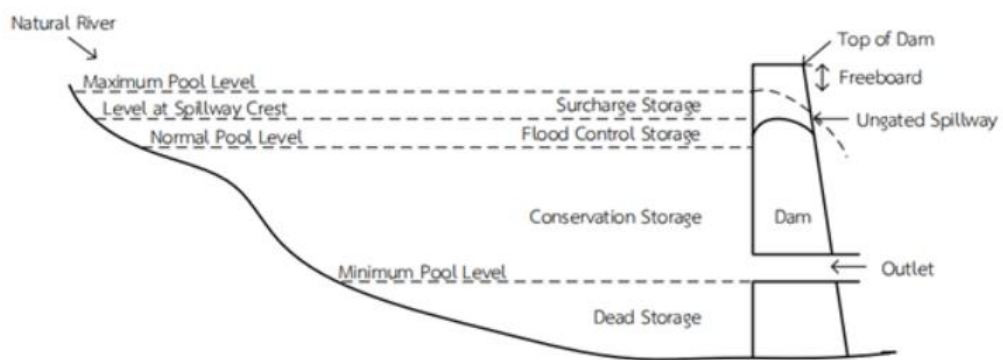 Natural River
Top of Dam
Maximum Pool Level
Freeboard
Level at Spillway Crest
Surcharge Storage
Ungated Spillway
Normal Pool Level
Flood Control Storage
Conservation Storage
Dam
Minimum Pool Level
Outlet
Dead Storage